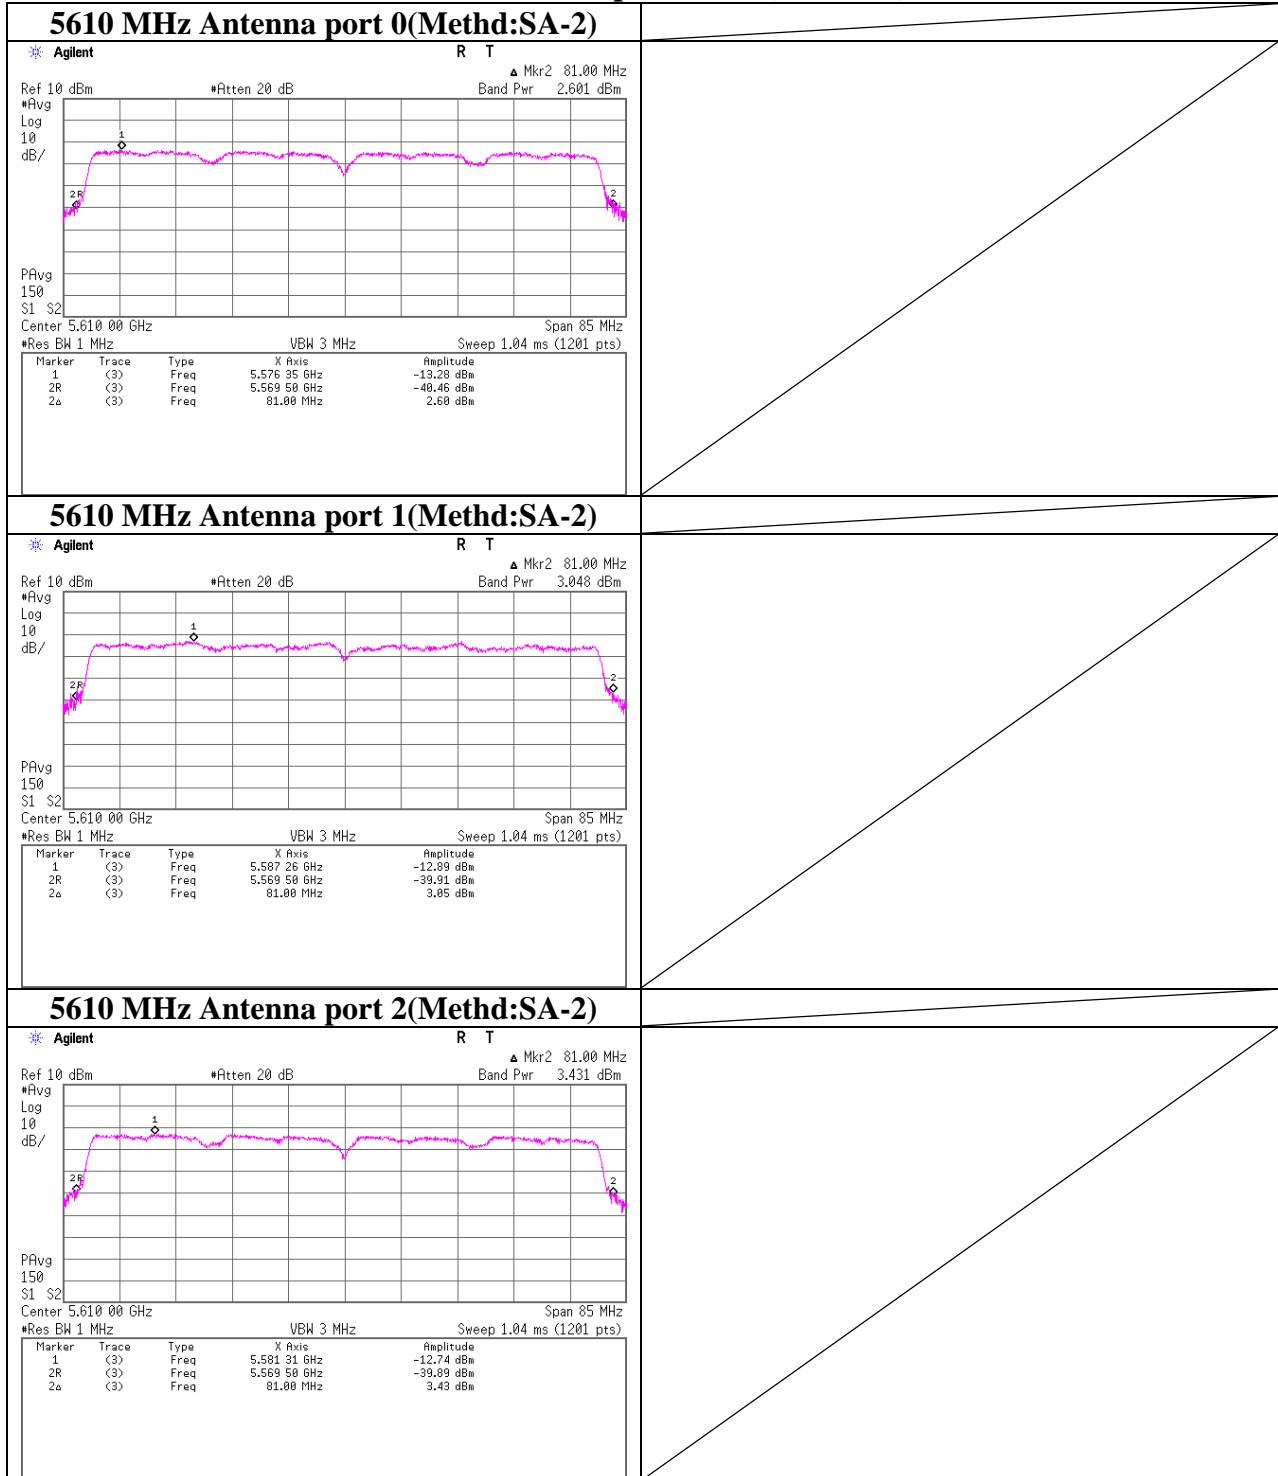 5610 MHz Antenna port 0(Methd:SA-2)
Agilent R T
Δ Mkr2 81.00 MHz
Ref 10 dBm #Atten 20 dB Band Pwr 2.601 dBm
#Avg
Log
10
dB/
1
2R
2
PAvg
150
S1 S2
Center 5.610 00 GHz Span 85 MHz
#Res BW 1 MHz VBW 3 MHz Sweep 1.04 ms (1201 pts)
Marker Trace Type X Axis Amplitude
1 (3) Freq 5.576 35 GHz -13.28 dBm
2R (3) Freq 5.569 50 GHz -40.46 dBm
2Δ (3) Freq 81.00 MHz 2.60 dBm
5610 MHz Antenna port 1(Methd:SA-2)
Agilent R T
Δ Mkr2 81.00 MHz
Ref 10 dBm #Atten 20 dB Band Pwr 3.048 dBm
#Avg
Log
10
dB/
1
2R
2
PAvg
150
S1 S2
Center 5.610 00 GHz Span 85 MHz
#Res BW 1 MHz VBW 3 MHz Sweep 1.04 ms (1201 pts)
Marker Trace Type X Axis Amplitude
1 (3) Freq 5.587 26 GHz -12.89 dBm
2R (3) Freq 5.569 50 GHz -39.91 dBm
2Δ (3) Freq 81.00 MHz 3.05 dBm
5610 MHz Antenna port 2(Methd:SA-2)
Agilent R T
Δ Mkr2 81.00 MHz
Ref 10 dBm #Atten 20 dB Band Pwr 3.431 dBm
#Avg
Log
10
dB/
1
2R
2
PAvg
150
S1 S2
Center 5.610 00 GHz Span 85 MHz
#Res BW 1 MHz VBW 3 MHz Sweep 1.04 ms (1201 pts)
Marker Trace Type X Axis Amplitude
1 (3) Freq 5.581 31 GHz -12.74 dBm
2R (3) Freq 5.569 50 GHz -39.89 dBm
2Δ (3) Freq 81.00 MHz 3.43 dBm